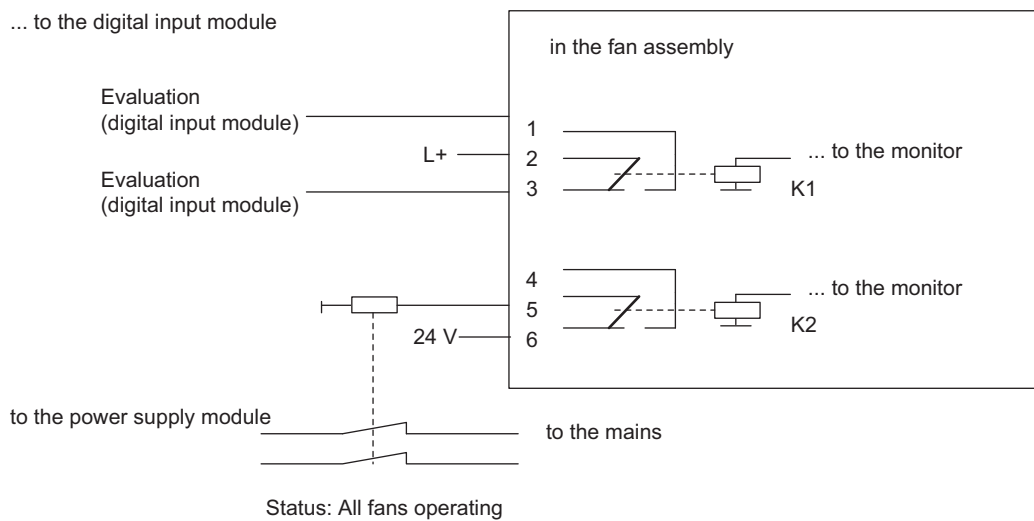 ... to the digital input module
in the fan assembly
Evaluation
(digital input module)
1
L+
2
... to the monitor
Evaluation
(digital input module)
3
K1
4
... to the monitor
5
K2
24 V
6
to the power supply module
to the mains
Status: All fans operating